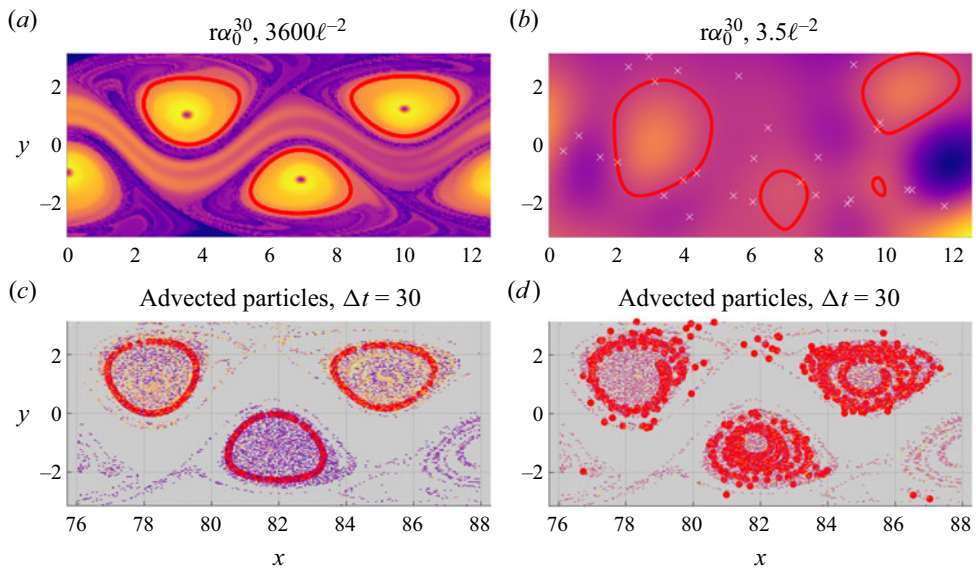 (a) rα₀³⁰, 3600ℓ⁻²
(b) rα₀³⁰, 3.5ℓ⁻²
2
y 0
−2
0 2 4 6 8 10 12
2
0
−2
0 2 4 6 8 10 12
(c) Advected particles, Δt = 30
(d) Advected particles, Δt = 30
2
y 0
−2
76 78 80 82 84 86 88
x
2
0
−2
76 78 80 82 84 86 88
x